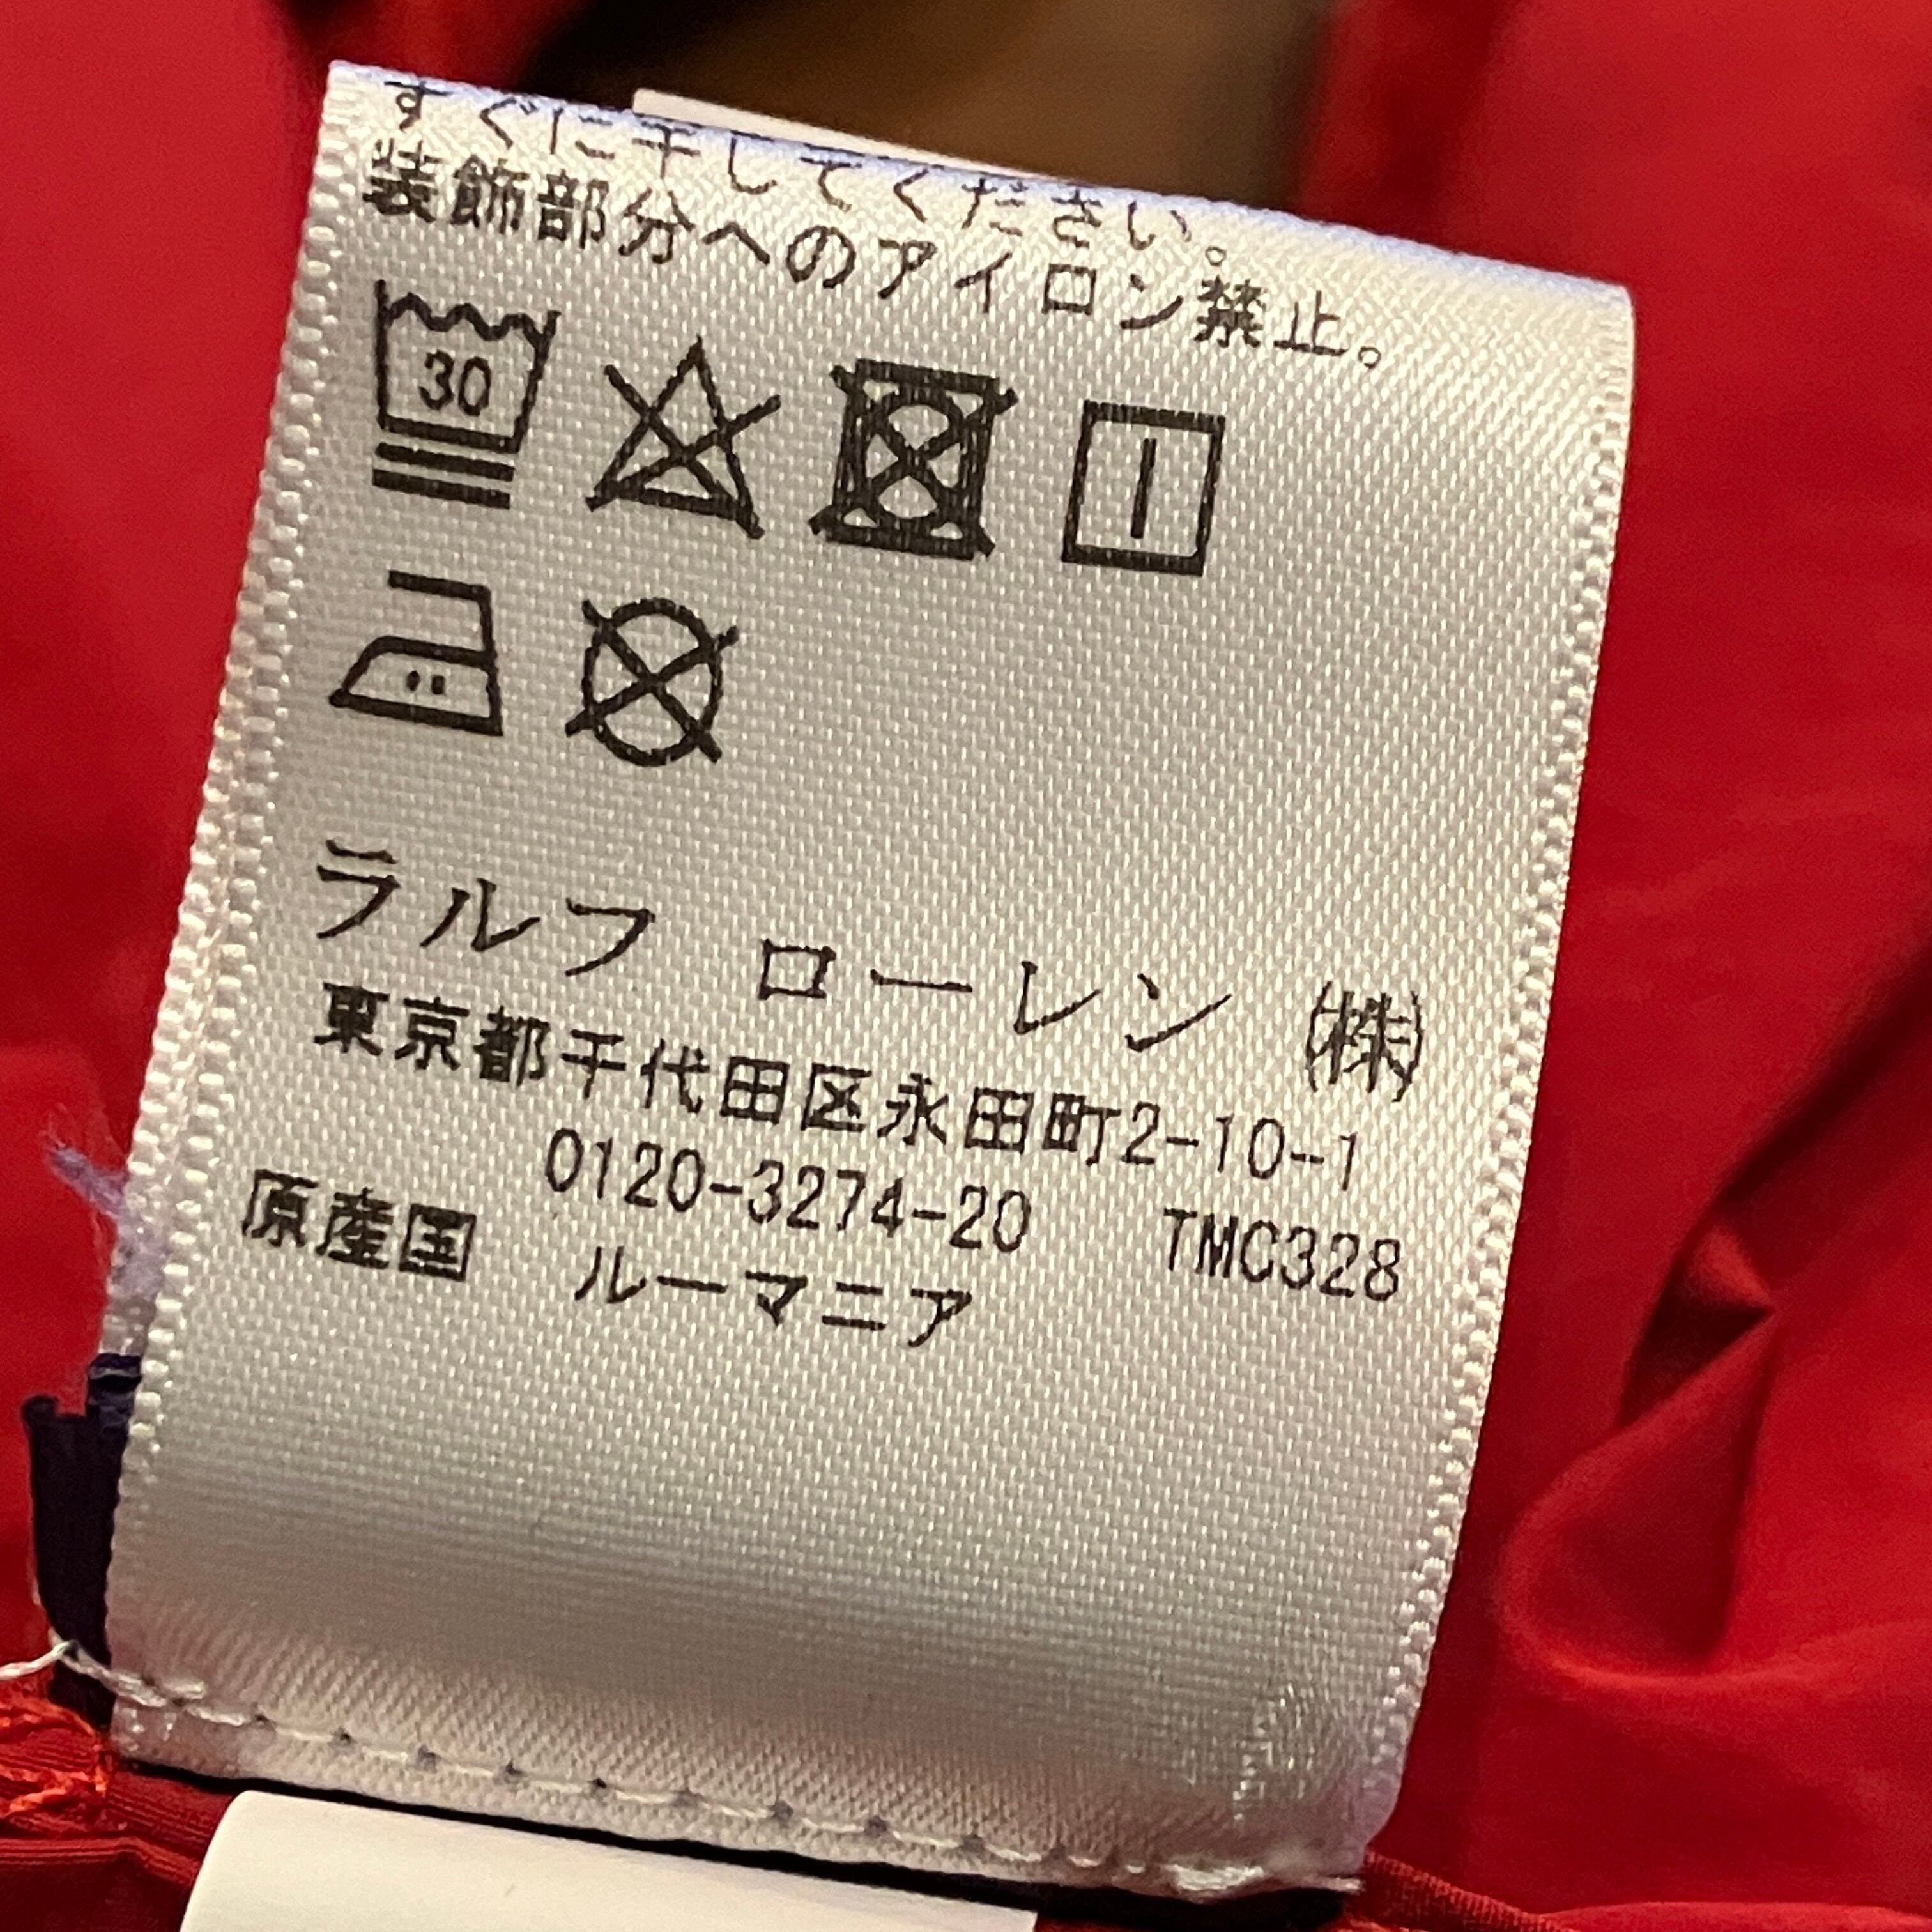 すぐに干してください。
装飾部分へのアイロン禁止。
30
ラルフ ローレン ㈱
東京都千代田区永田町2-10-1
0120-3274-20 TMC328
原産国 ルーマニア